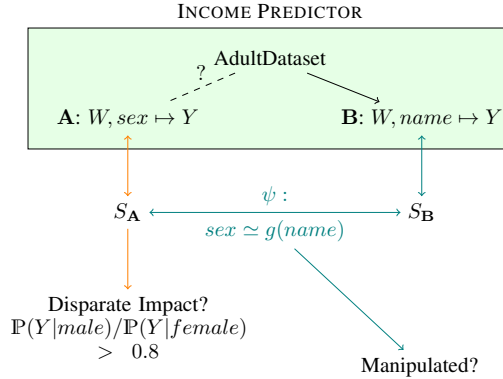 INCOME PREDICTOR
AdultDataset
?
A: W, sex ↦ Y
B: W, name ↦ Y
ψ :
S_A
S_B
sex ≃ g(name)
Disparate Impact?
ℙ(Y|male)/ℙ(Y|female)
> 0.8
Manipulated?